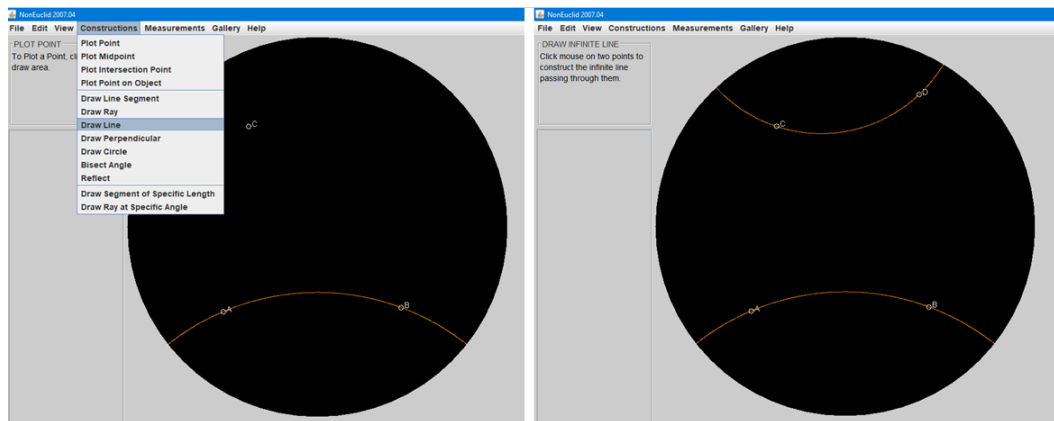 NonEuclid 2007.04
File Edit View Constructions Measurements Gallery Help
PLOT POINT
To Plot a Point, cli
draw area.
Plot Point
Plot Midpoint
Plot Intersection Point
Plot Point on Object
Draw Line Segment
Draw Ray
Draw Line
Draw Perpendicular
Draw Circle
Bisect Angle
Reflect
Draw Segment of Specific Length
Draw Ray at Specific Angle
C
A
B
NonEuclid 2007.04
File Edit View Constructions Measurements Gallery Help
DRAW INFINITE LINE
Click mouse on two points to
construct the infinite line
passing through them.
D
C
A
B